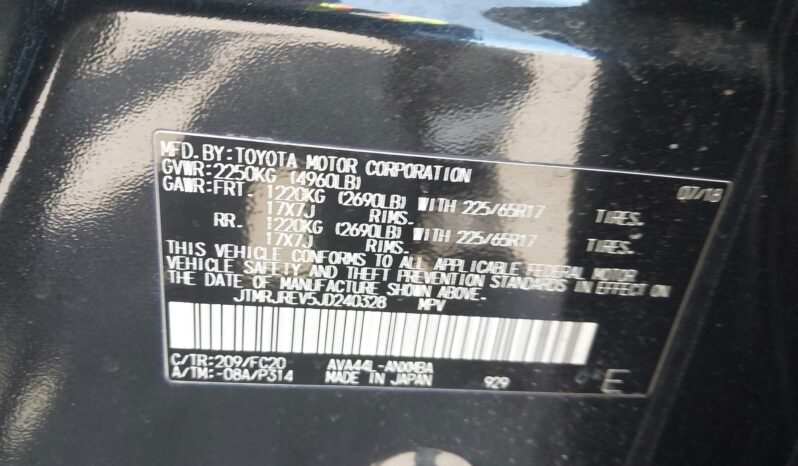 MFD. BY: TOYOTA MOTOR CORPORATION 07/18
GVWR: 2250KG (4960LB)
GAWR: FRT. 1220KG (2690LB) WITH 225/65R17 TIRES.
17X7J RIMS.
RR. 1220KG (2690LB) WITH 225/65R17 TIRES.
17X7J RIMS.
THIS VEHICLE CONFORMS TO ALL APPLICABLE FEDERAL MOTOR
VEHICLE SAFETY AND THEFT PREVENTION STANDARDS IN EFFECT ON
THE DATE OF MANUFACTURE SHOWN ABOVE.
JTMRJREV5JD240328 MPV
C/TR: 209/FC20 AVA44L-ANXMBA
A/TM: -08A/P314 MADE IN JAPAN 929 E